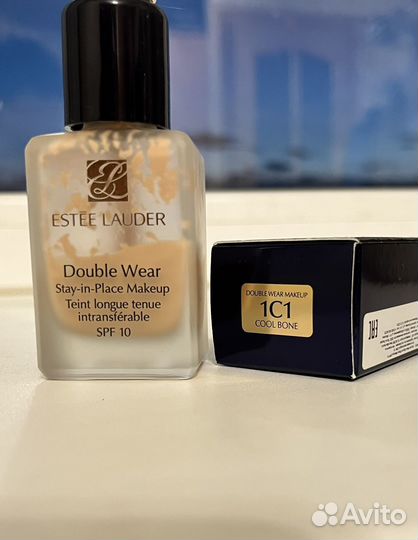 ESTEE LAUDER
Double Wear
Stay-in-Place Makeup
Teint longue tenue
intransférable
SPF 10
DOUBLE WEAR MAKEUP
1C1
COOL BONE
EAC
Avito